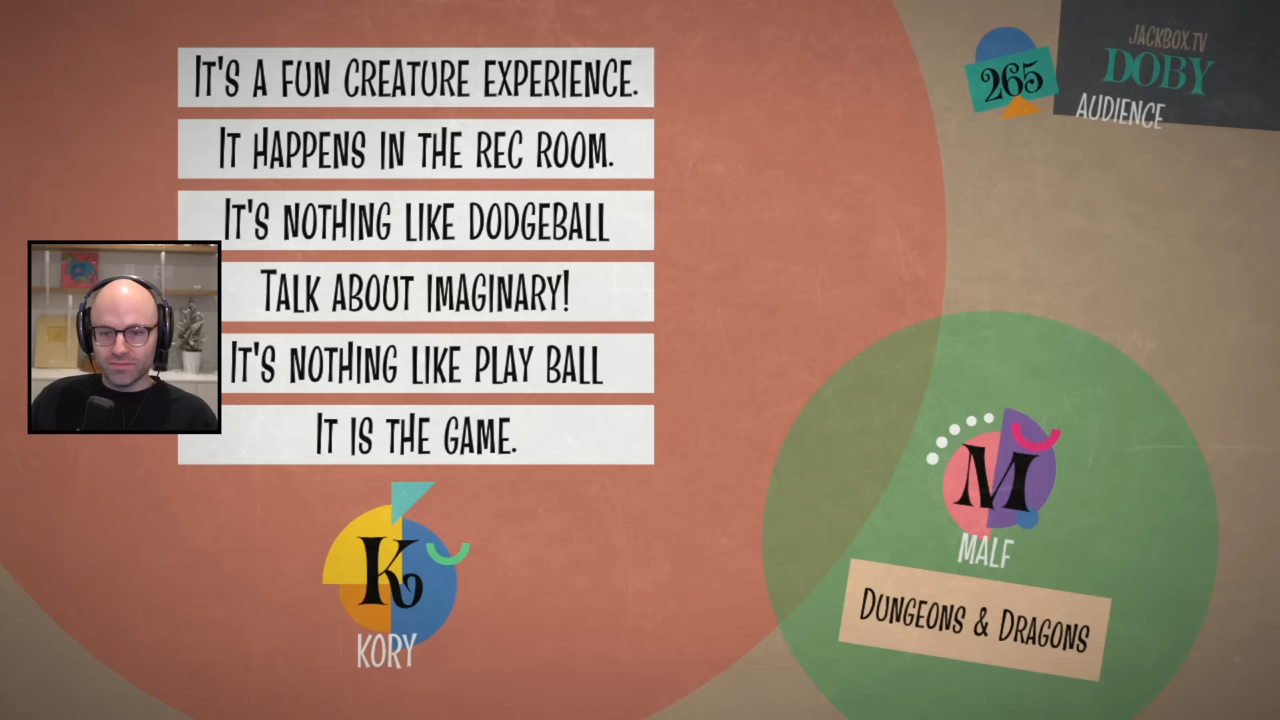 IT'S A FUN CREATURE EXPERIENCE.
IT HAPPENS IN THE REC ROOM.
IT'S NOTHING LIKE DODGEBALL
TALK ABOUT IMAGINARY!
IT'S NOTHING LIKE PLAY BALL
IT IS THE GAME.
K
KORY
265
JACKBOX.TV
DOBY
AUDIENCE
M
MALF
DUNGEONS & DRAGONS